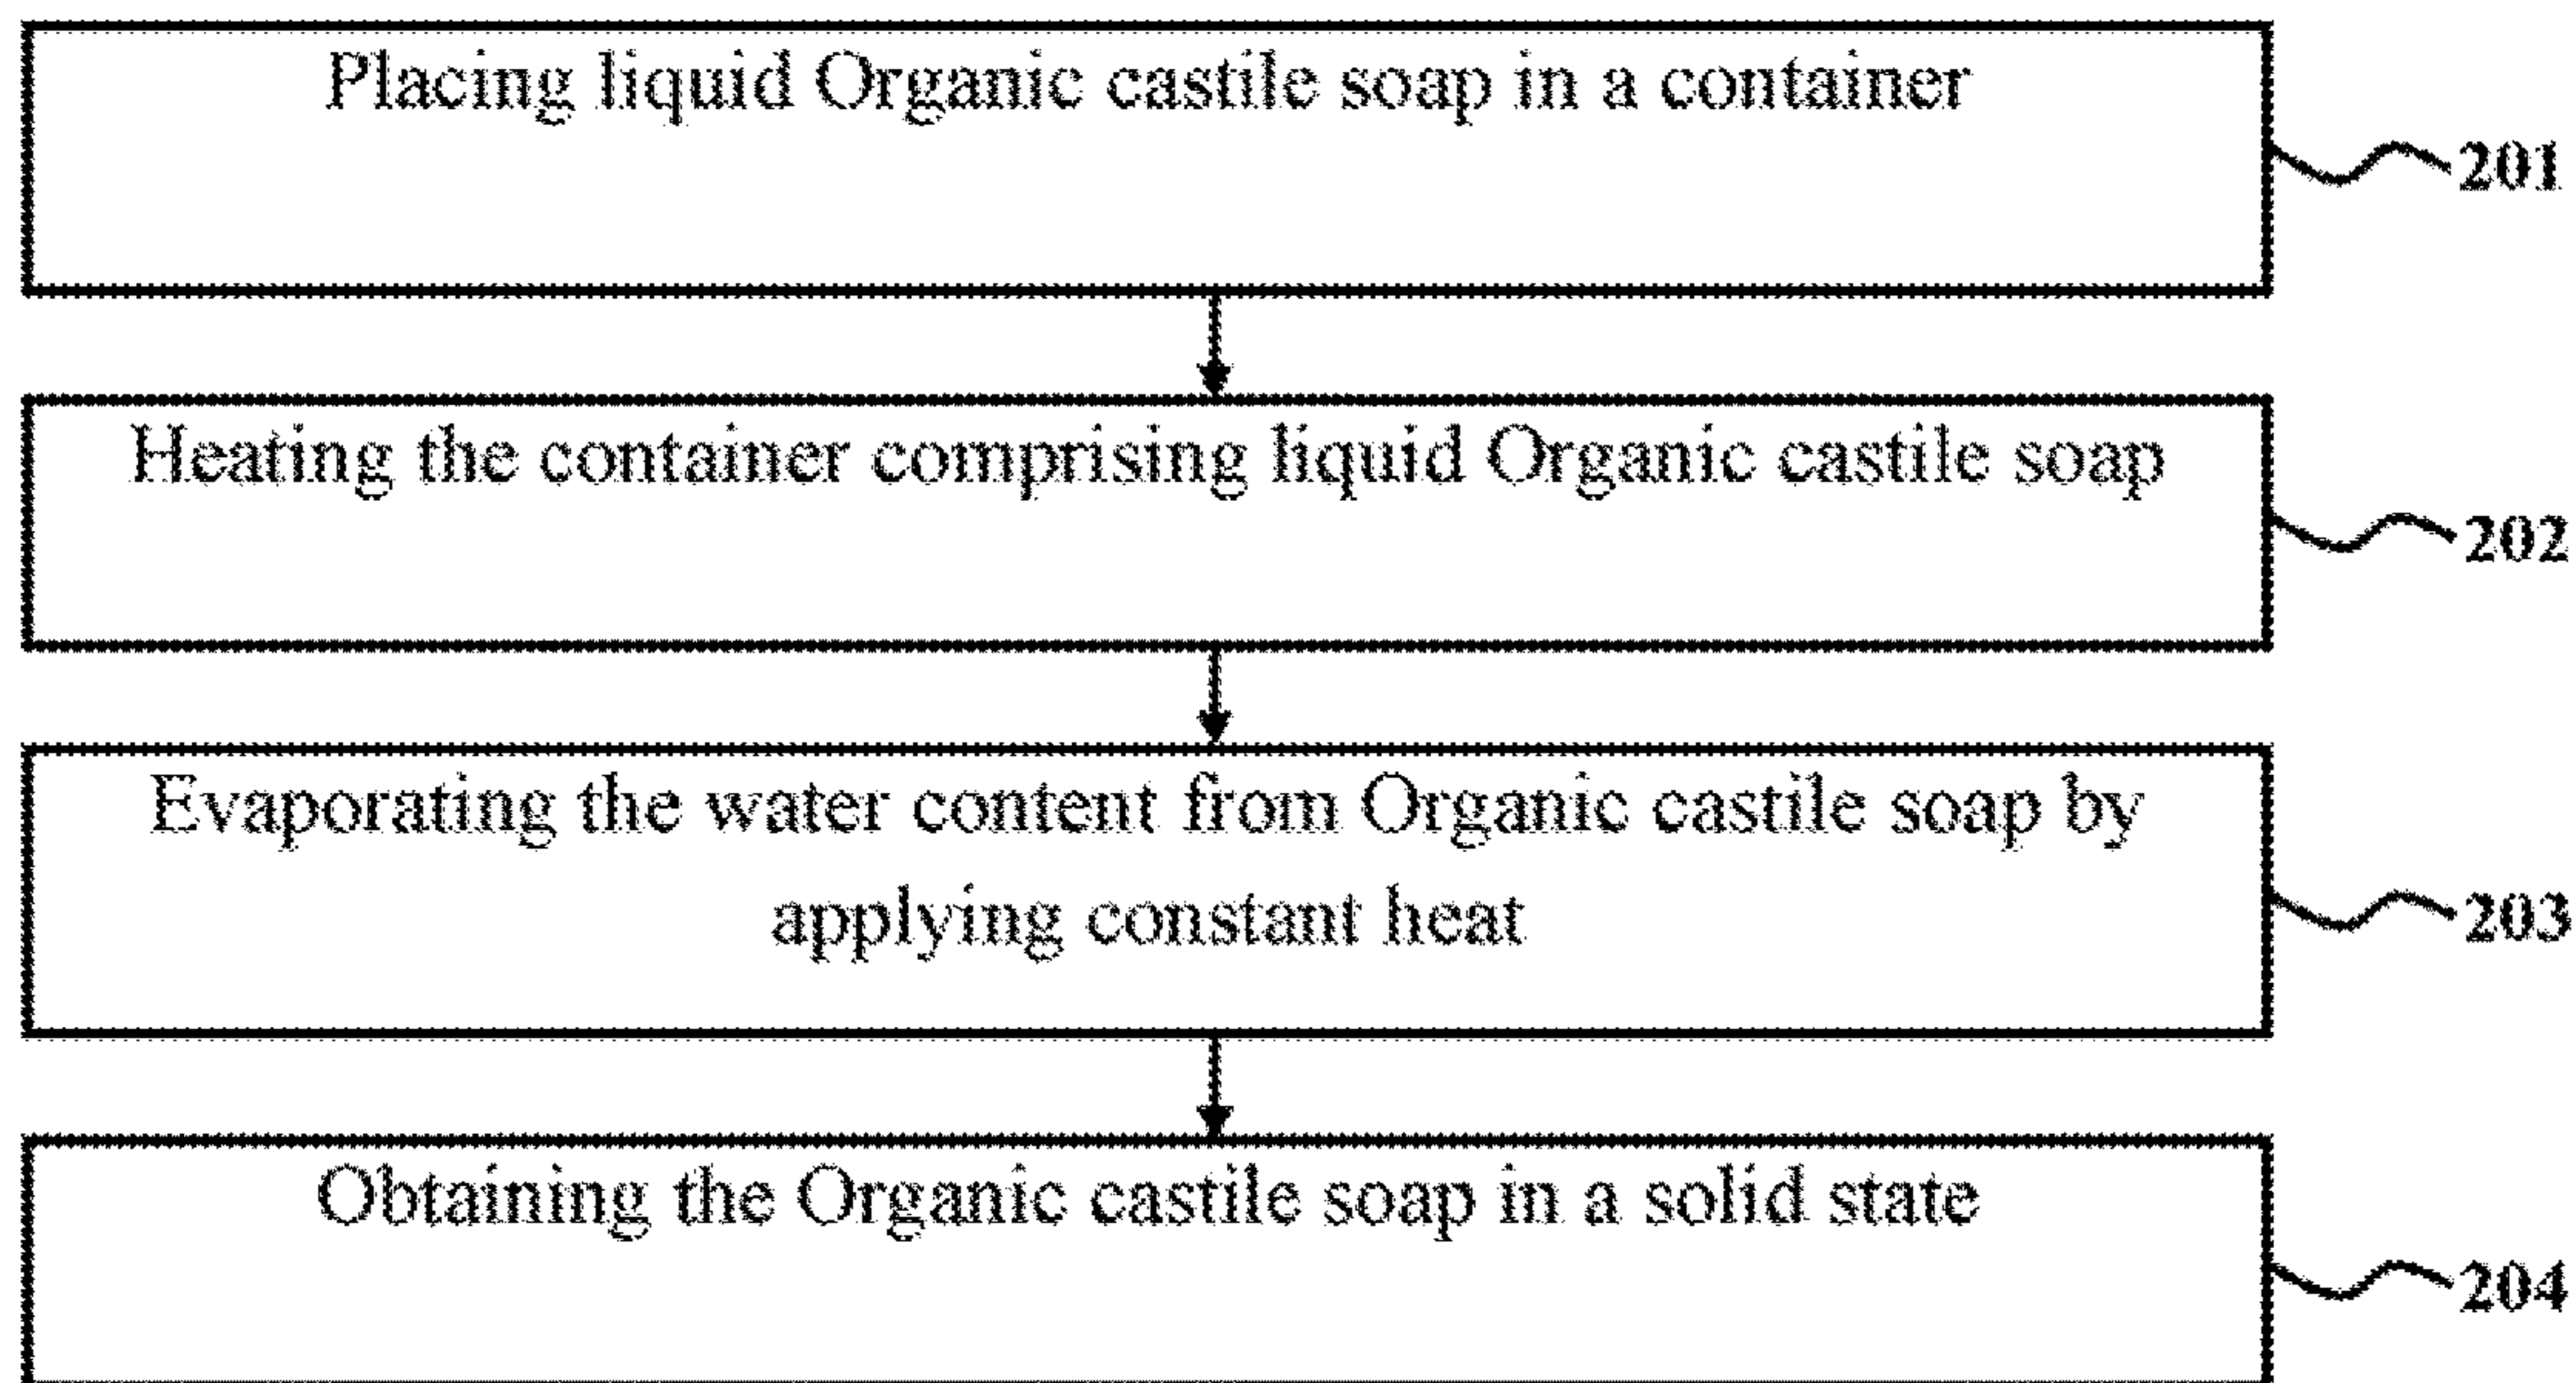 Placing liquid Organic castile soap in a container
201
Heating the container comprising liquid Organic castile soap
202
Evaporating the water content from Organic castile soap by
applying constant heat
203
Obtaining the Organic castile soap in a solid state
204